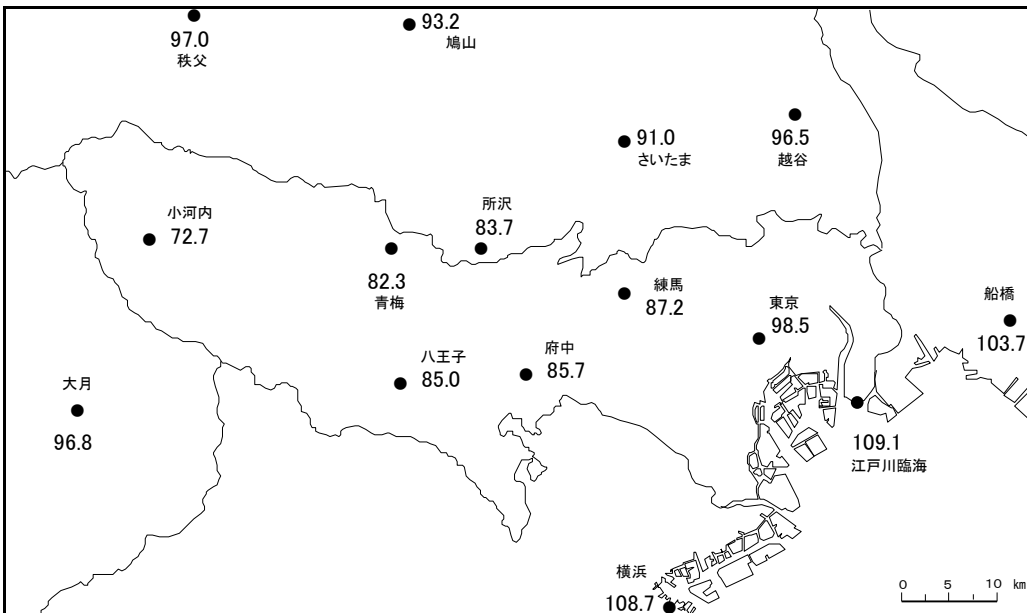 97.0
秩父
93.2
鳩山
91.0
さいたま
96.5
越谷
小河内
72.7
所沢
83.7
82.3
青梅
練馬
87.2
東京
98.5
船橋
103.7
大月
96.8
八王子
85.0
府中
85.7
109.1
江戸川臨海
横浜
108.7
0 5 10 km